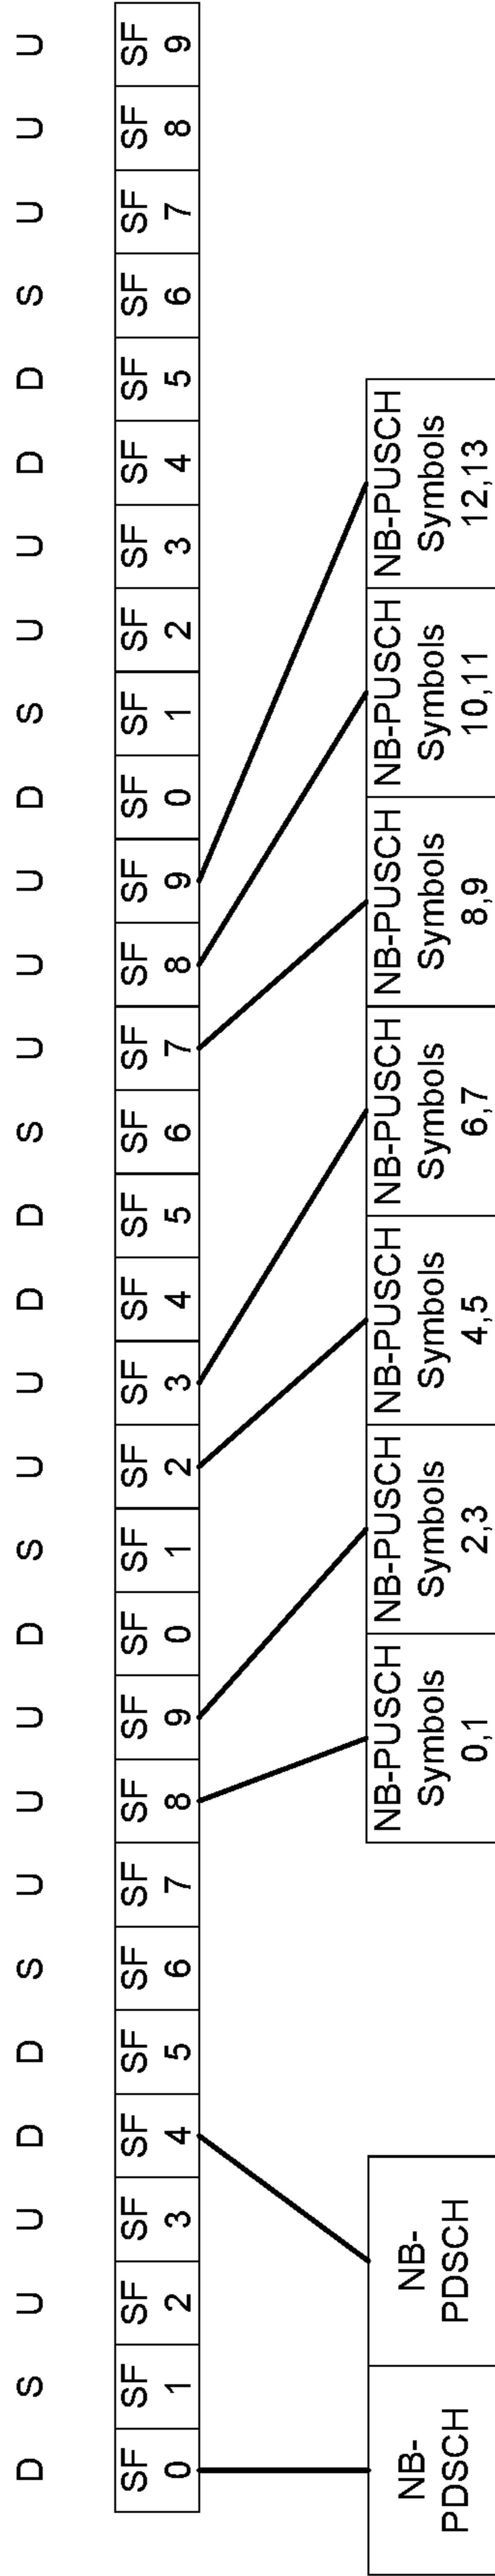 D S U U D D S U U U D S U U D D S U U U D S U U D D S U U U
SF SF SF SF SF SF SF SF SF SF SF SF SF SF SF SF SF SF SF SF SF SF SF SF SF SF SF SF SF SF
0 1 2 3 4 5 6 7 8 9 0 1 2 3 4 5 6 7 8 9 0 1 2 3 4 5 6 7 8 9
NB-
PDSCH
NB-
PDSCH
NB-PUSCH
Symbols
0,1
NB-PUSCH
Symbols
2,3
NB-PUSCH
Symbols
4,5
NB-PUSCH
Symbols
6,7
NB-PUSCH
Symbols
8,9
NB-PUSCH
Symbols
10,11
NB-PUSCH
Symbols
12,13